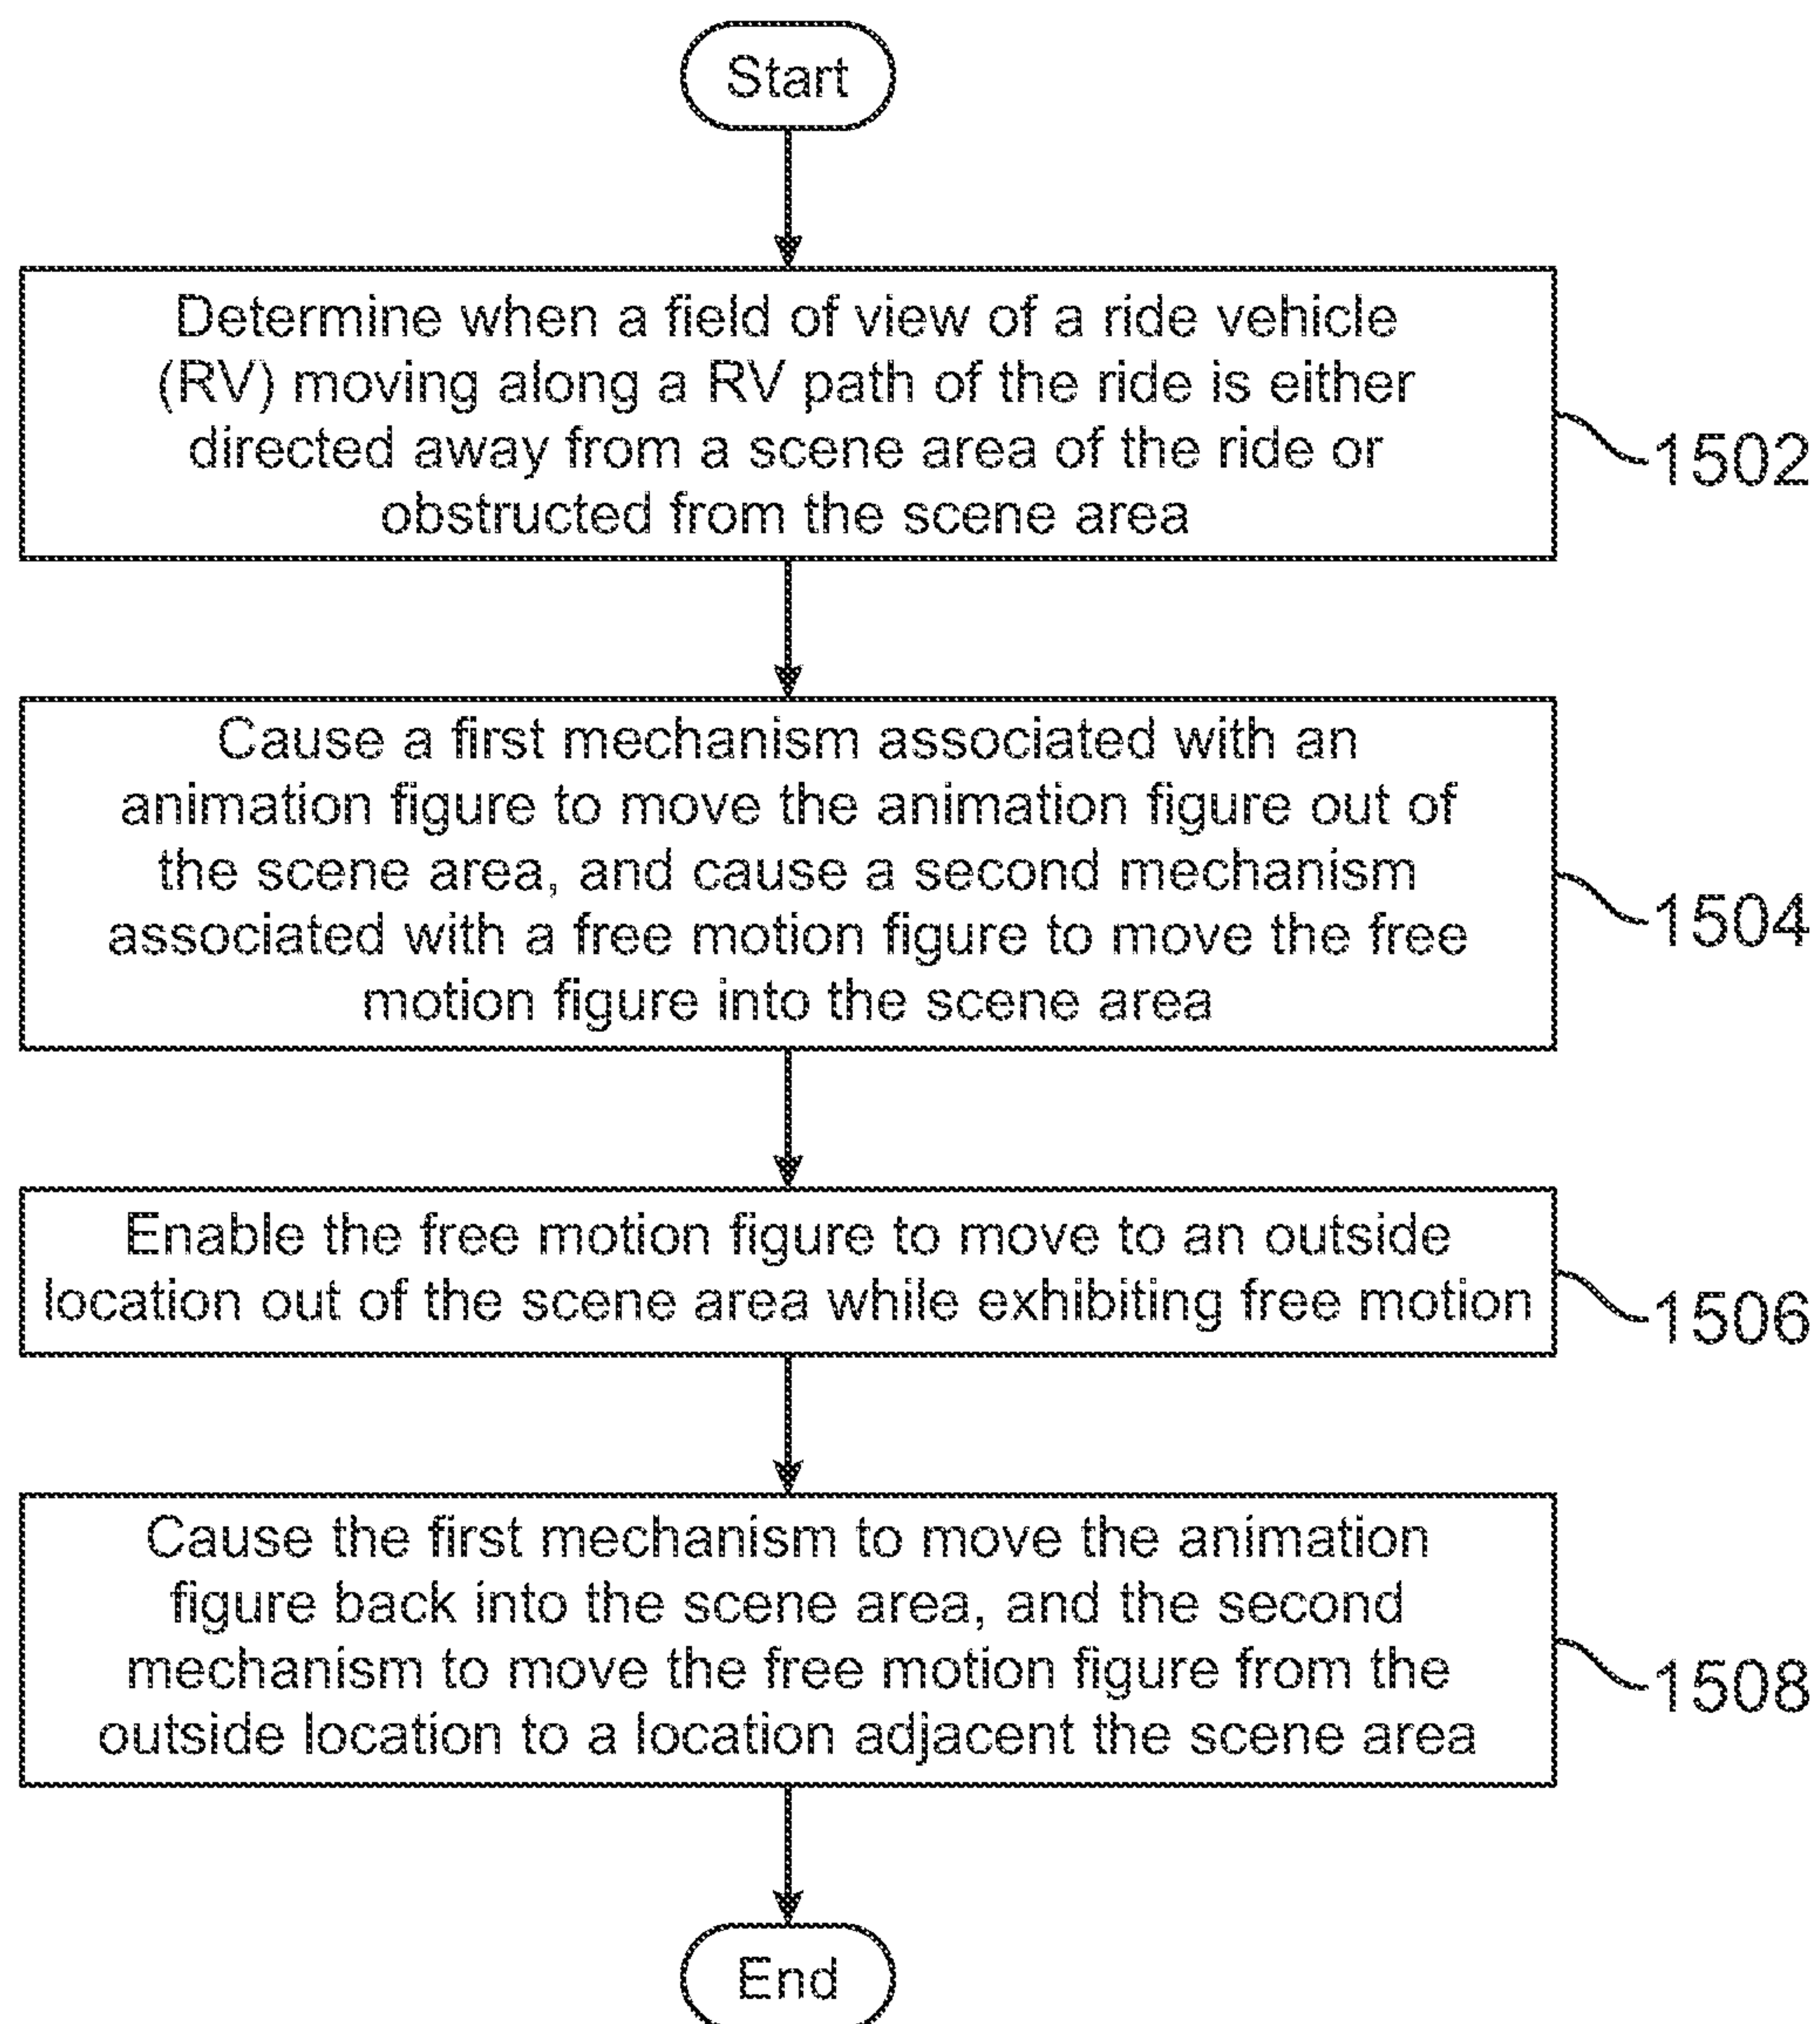 Start
Determine when a field of view of a ride vehicle
(RV) moving along a RV path of the ride is either
directed away from a scene area of the ride or
obstructed from the scene area
1502
Cause a first mechanism associated with an
animation figure to move the animation figure out of
the scene area, and cause a second mechanism
associated with a free motion figure to move the free
motion figure into the scene area
1504
Enable the free motion figure to move to an outside
location out of the scene area while exhibiting free motion
1506
Cause the first mechanism to move the animation
figure back into the scene area, and the second
mechanism to move the free motion figure from the
outside location to a location adjacent the scene area
1508
End